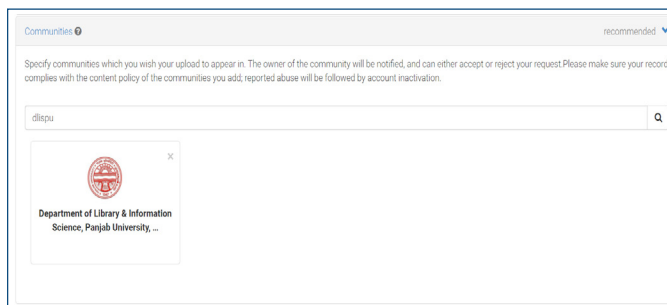 Communities
recommended
Specify communities which you wish your upload to appear in. The owner of the community will be notified, and can either accept or reject your request.Please make sure your record
complies with the content policy of the communities you add; reported abuse will be followed by account inactivation.
dlispu
×
Department of Library & Information
Science, Panjab University, ...